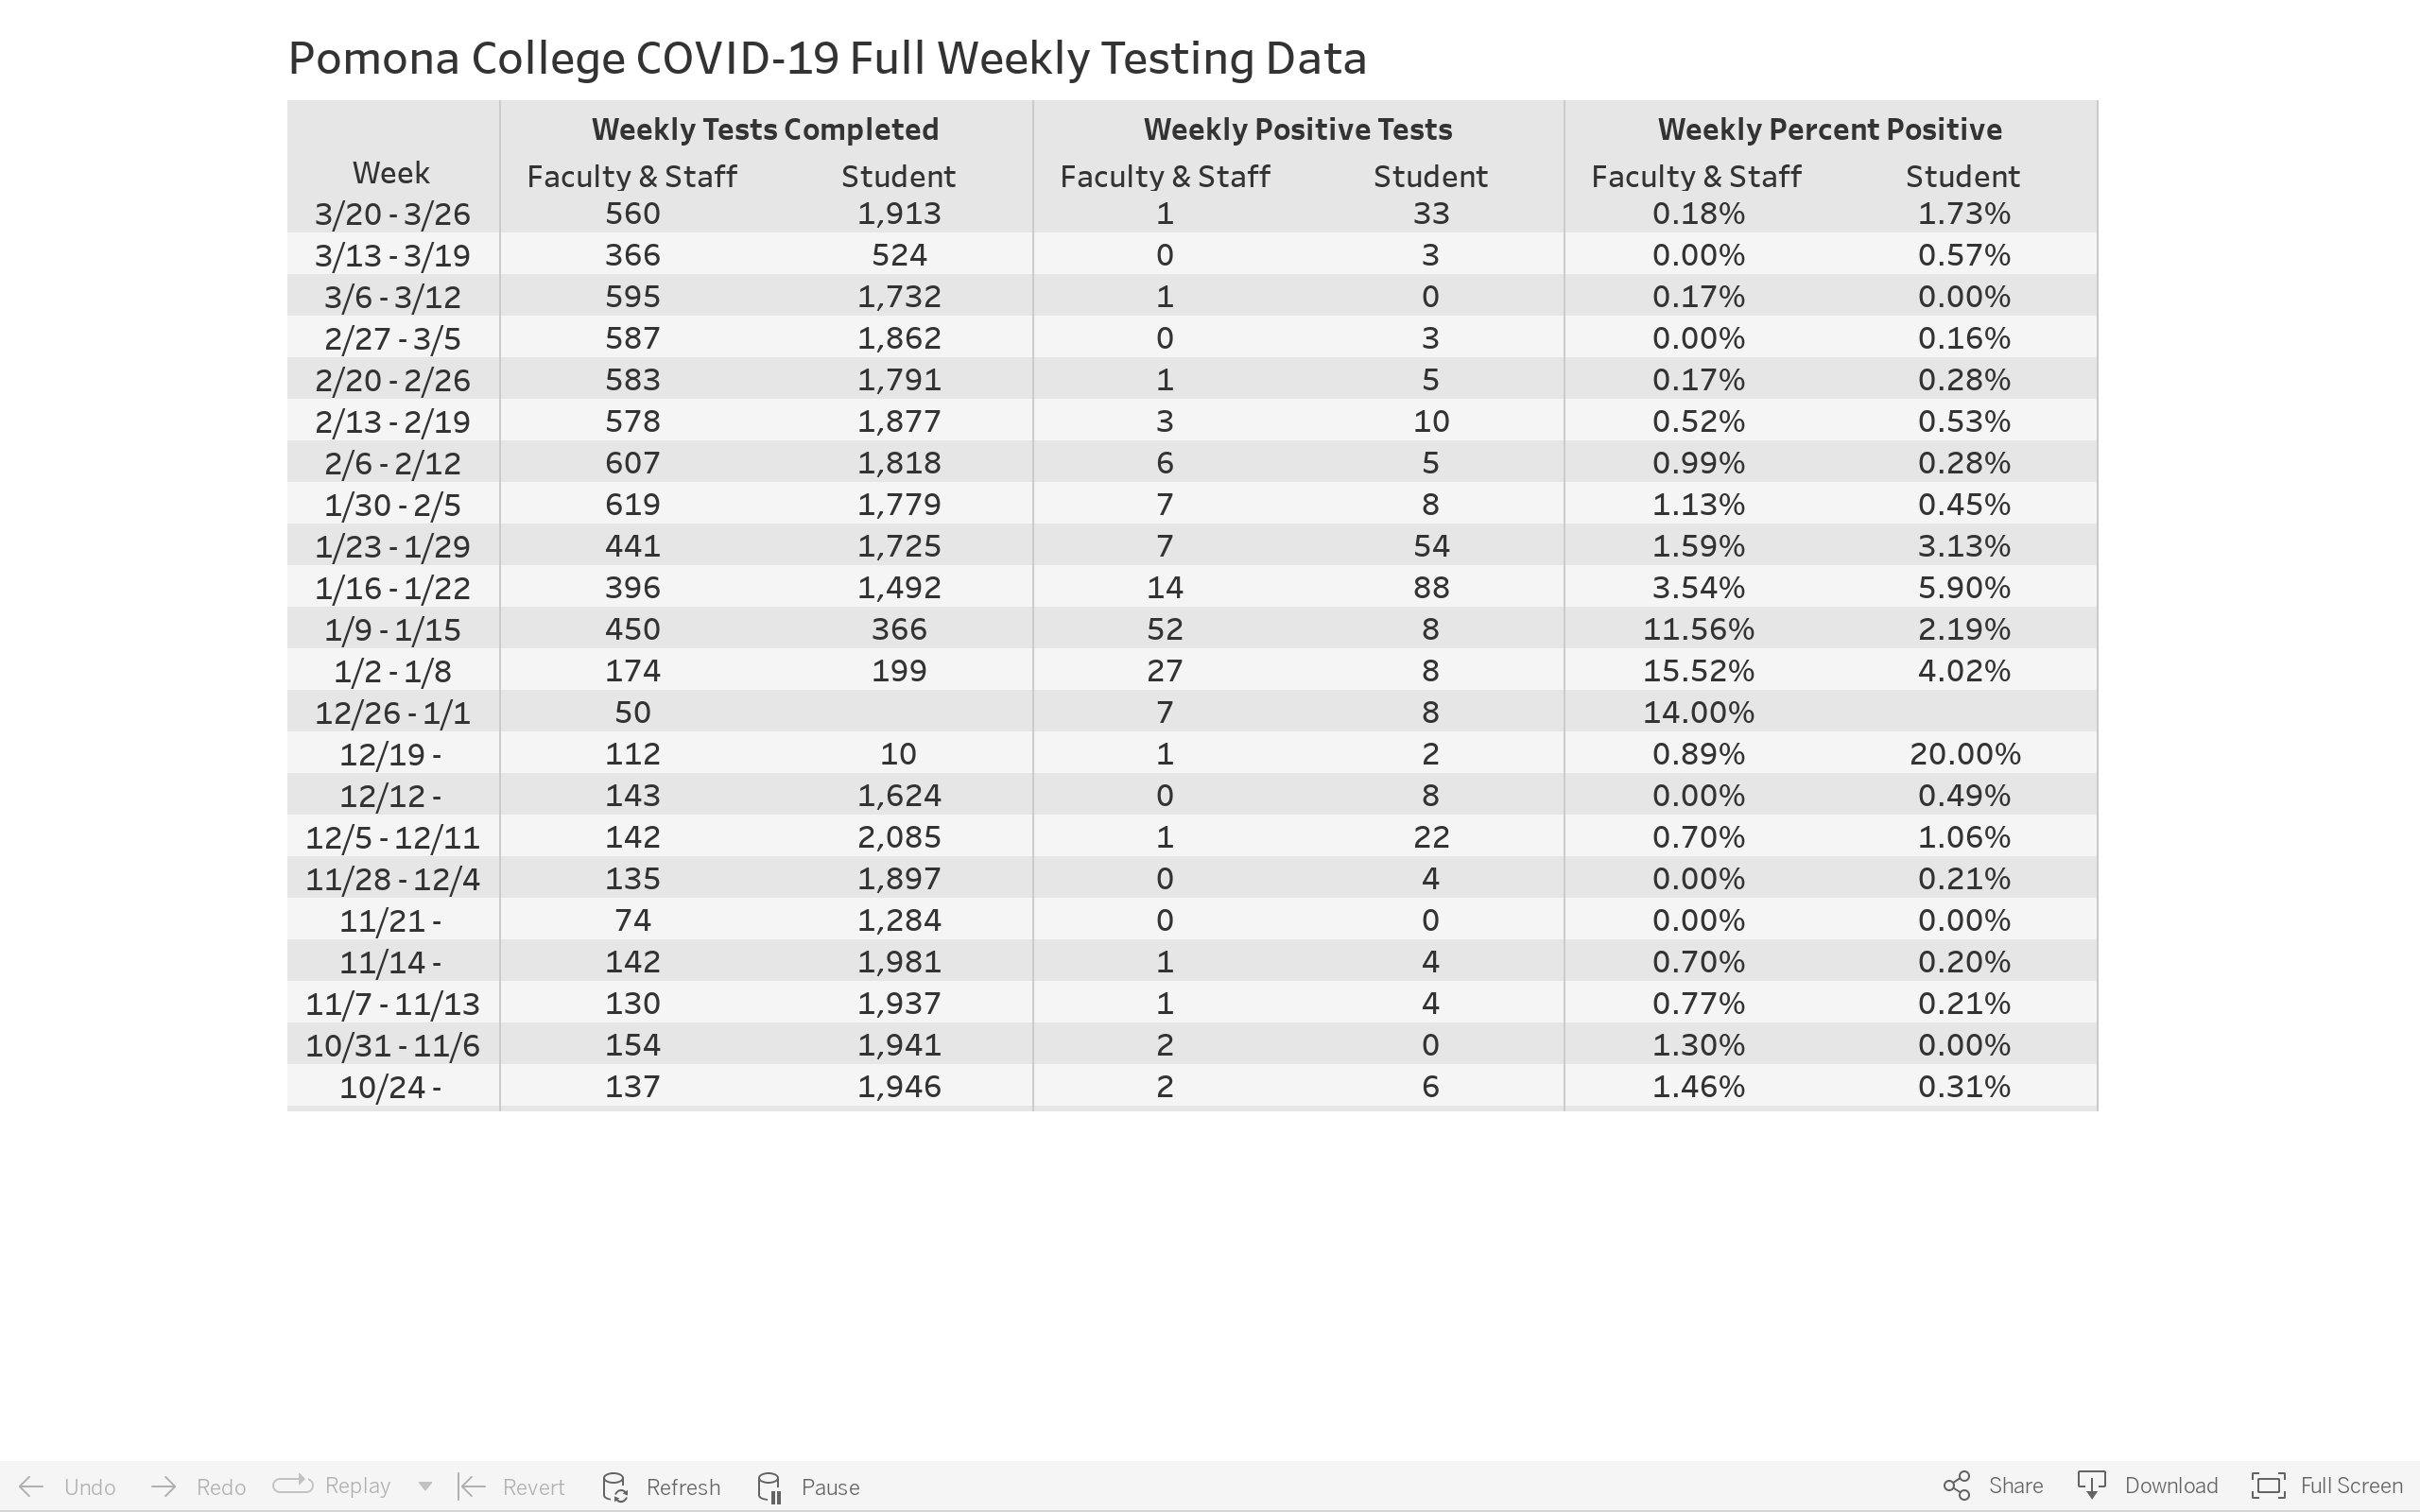 Pomona College COVID-19 Full Weekly Testing Data
Weekly Tests Completed Weekly Positive Tests Weekly Percent Positive
Week Faculty & Staff Student Faculty & Staff Student Faculty & Staff Student
3/20 - 3/26 560 1,913 1 33 0.18% 1.73%
3/13 - 3/19 366 524 0 3 0.00% 0.57%
3/6 - 3/12 595 1,732 1 0 0.17% 0.00%
2/27 - 3/5 587 1,862 0 3 0.00% 0.16%
2/20 - 2/26 583 1,791 1 5 0.17% 0.28%
2/13 - 2/19 578 1,877 3 10 0.52% 0.53%
2/6 - 2/12 607 1,818 6 5 0.99% 0.28%
1/30 - 2/5 619 1,779 7 8 1.13% 0.45%
1/23 - 1/29 441 1,725 7 54 1.59% 3.13%
1/16 - 1/22 396 1,492 14 88 3.54% 5.90%
1/9 - 1/15 450 366 52 8 11.56% 2.19%
1/2 - 1/8 174 199 27 8 15.52% 4.02%
12/26 - 1/1 50 7 8 14.00%
12/19 - 112 10 1 2 0.89% 20.00%
12/12 - 143 1,624 0 8 0.00% 0.49%
12/5 - 12/11 142 2,085 1 22 0.70% 1.06%
11/28 - 12/4 135 1,897 0 4 0.00% 0.21%
11/21 - 74 1,284 0 0 0.00% 0.00%
11/14 - 142 1,981 1 4 0.70% 0.20%
11/7 - 11/13 130 1,937 1 4 0.77% 0.21%
10/31 - 11/6 154 1,941 2 0 1.30% 0.00%
10/24 - 137 1,946 2 6 1.46% 0.31%
Undo Redo Replay Revert Refresh Pause Share Download Full Screen